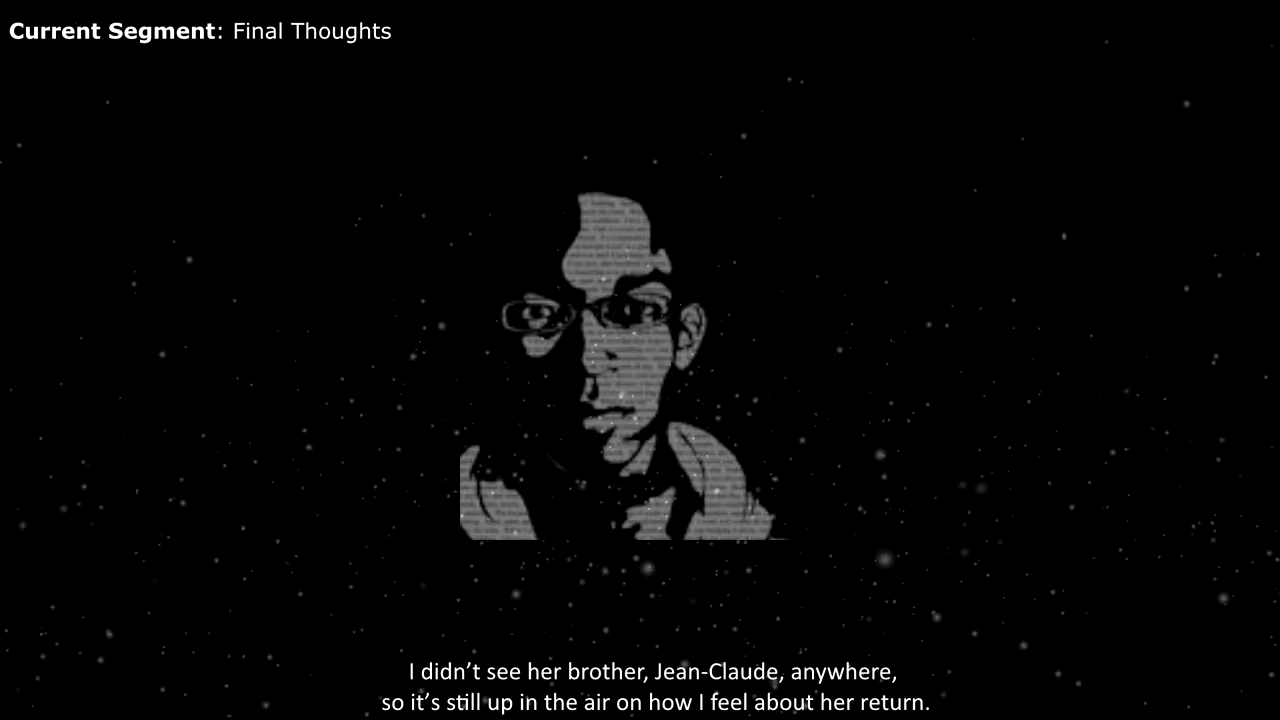 Current Segment: Final Thoughts
I didn’t see her brother, Jean-Claude, anywhere,
so it’s still up in the air on how I feel about her return.